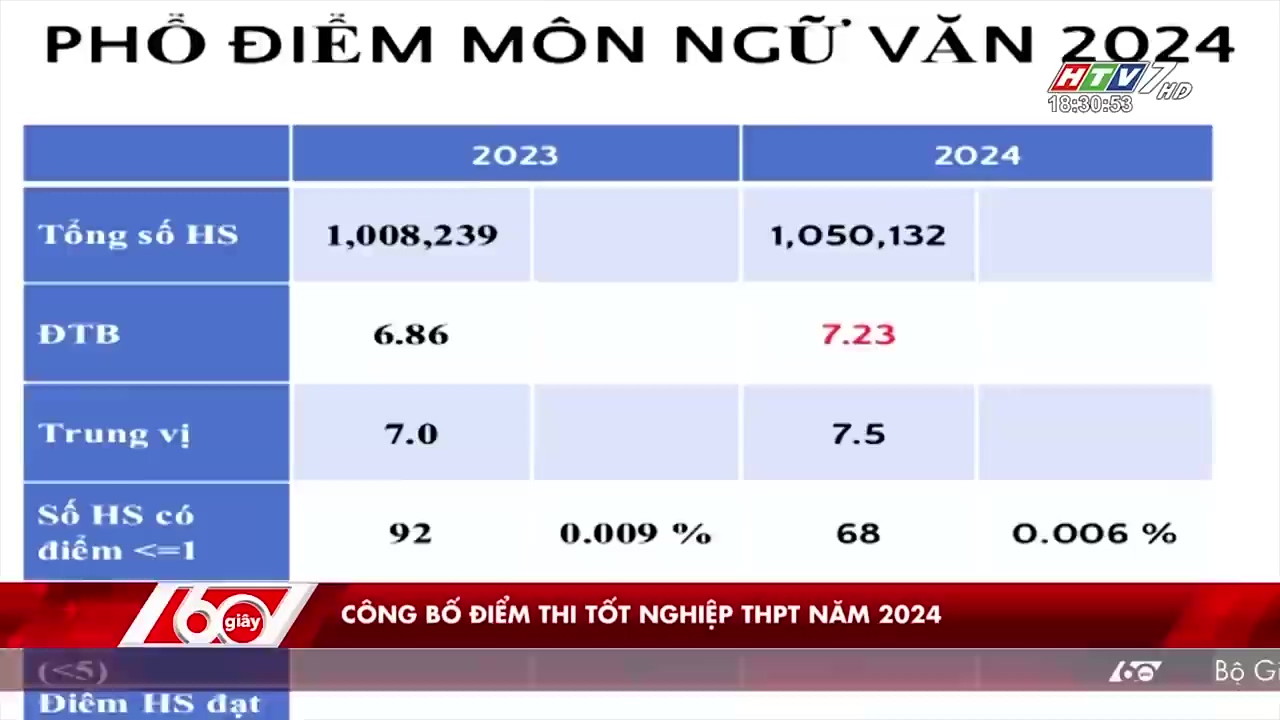 PHỔ ĐIỂM MÔN NGỮ VĂN 2024
HTV7 HD
18:30:53
2023 2024
Tổng số HS 1,008,239 1,050,132
ĐTB 6.86 7.23
Trung vị 7.0 7.5
Số HS có
điểm <=1 92 0.009 % 68 0.006 %
60 giây CÔNG BỐ ĐIỂM THI TỐT NGHIỆP THPT NĂM 2024
(<5)
60 Bộ Gi
Điểm HS đạt